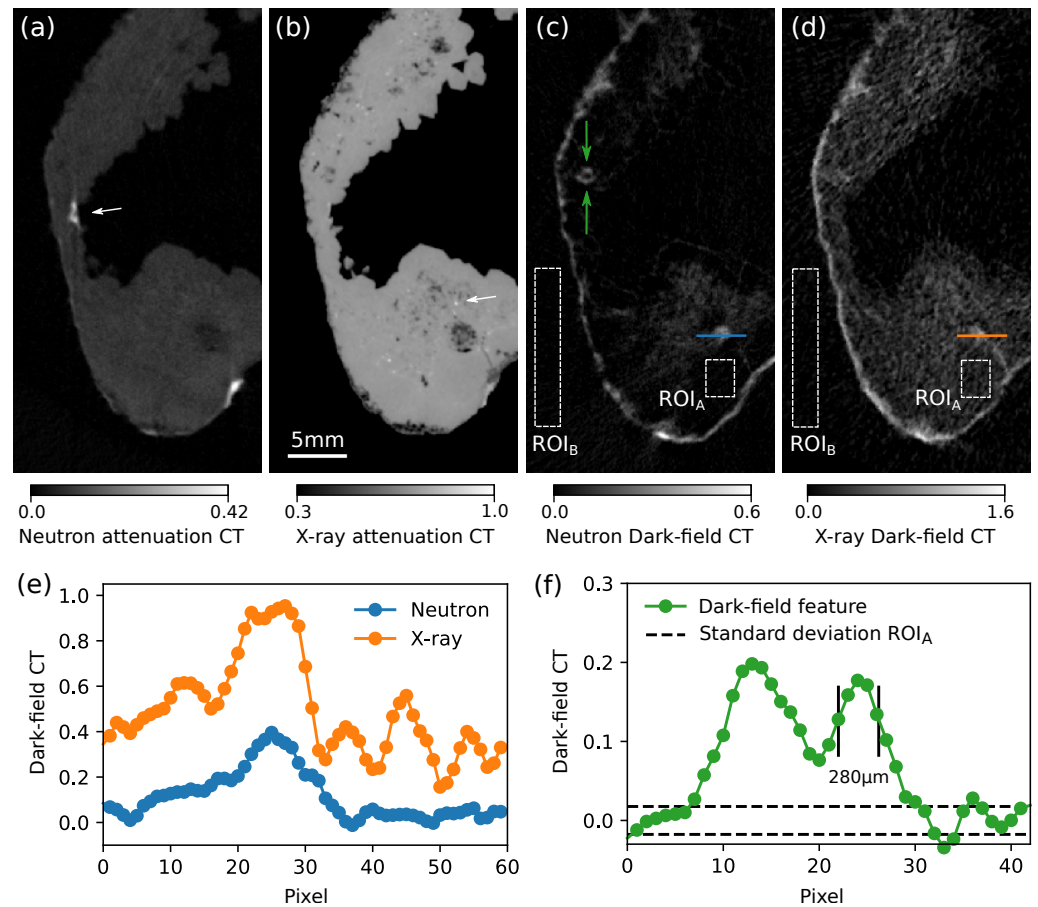 (a) (b) (c) (d)
ROI_A ROI_A
5mm
ROI_B ROI_B
0.0 0.42 0.3 1.0 0.0 0.6 0.0 1.6
Neutron attenuation CT X-ray attenuation CT Neutron Dark-field CT X-ray Dark-field CT
(e)
Dark-field CT
1.0
0.8
0.6
0.4
0.2
0.0
Neutron
X-ray
0 10 20 30 40 50 60
Pixel
(f)
Dark-field CT
0.3
0.2
0.1
0.0
Dark-field feature
Standard deviation ROI_A
280μm
0 10 20 30 40
Pixel